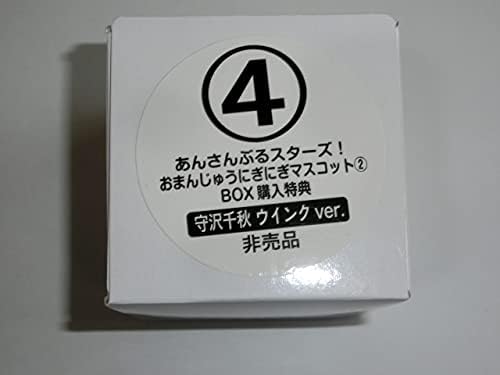 ④
あんさんぶるスターズ！
おまんじゅうにぎにぎマスコット②
BOX購入特典
守沢千秋 ウインク ver.
非売品